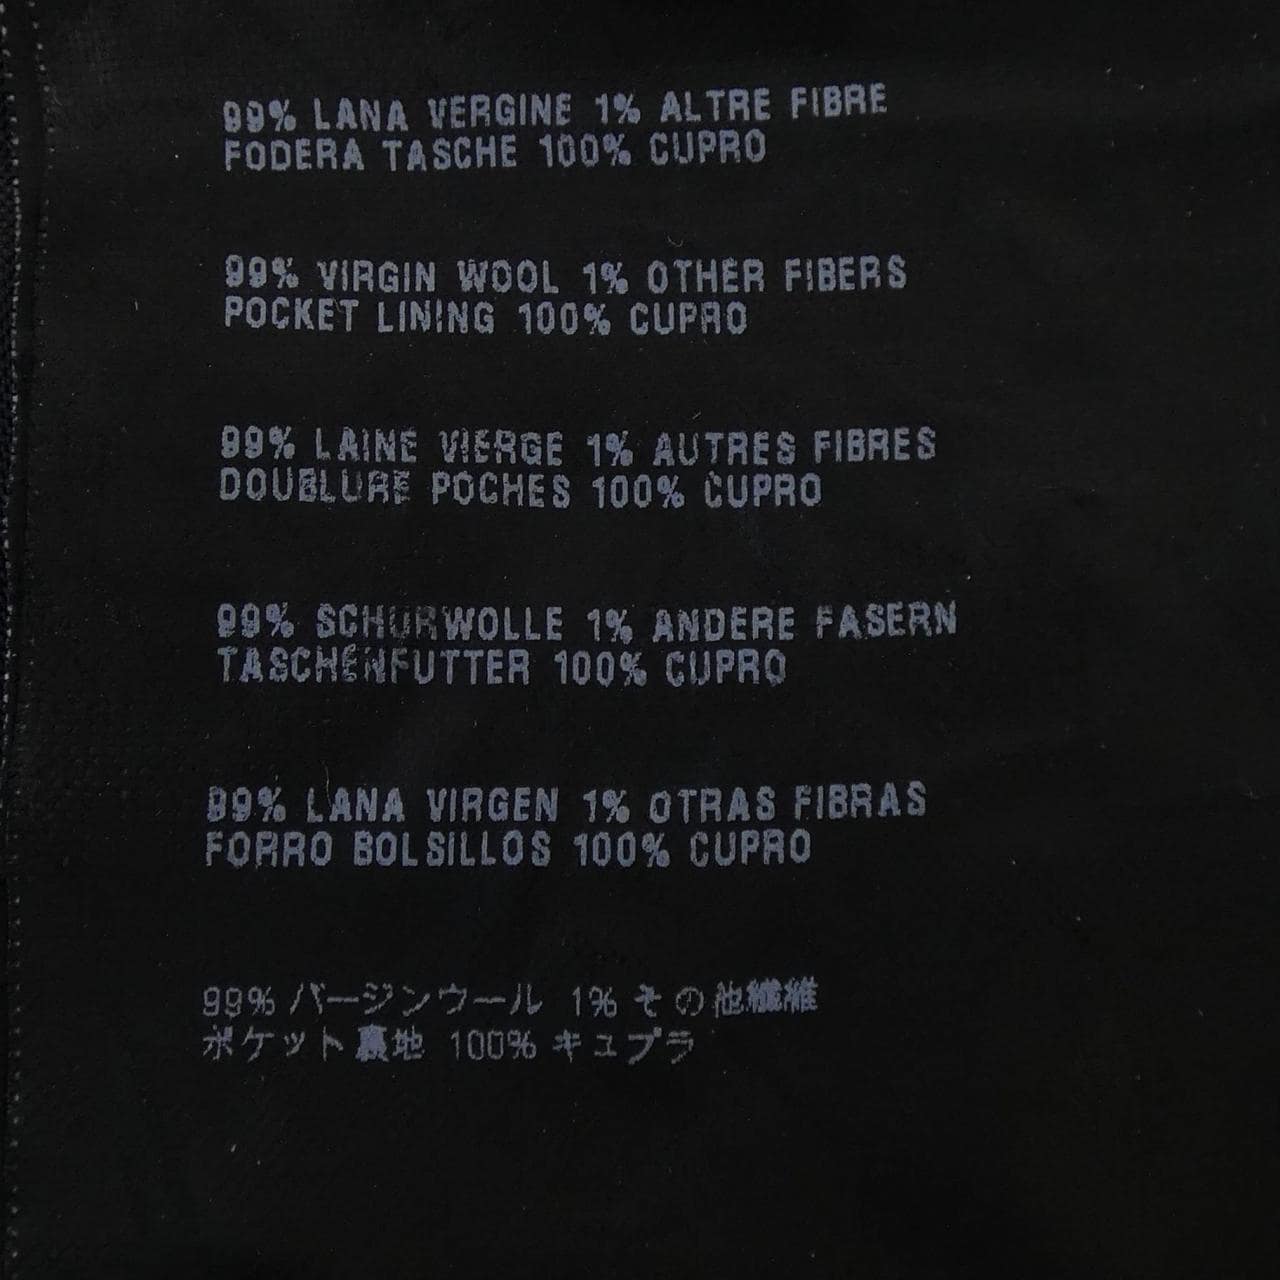 99% LANA VERGINE 1% ALTRE FIBRE
FODERA TASCHE 100% CUPRO
99% VIRGIN WOOL 1% OTHER FIBERS
POCKET LINING 100% CUPRO
99% LAINE VIERGE 1% AUTRES FIBRES
DOUBLURE POCHES 100% CUPRO
99% SCHURWOLLE 1% ANDERE FASERN
TASCHENFUTTER 100% CUPRO
99% LANA VIRGEN 1% OTRAS FIBRAS
FORRO BOLSILLOS 100% CUPRO
99% バージンウール 1% その他繊維
ポケット裏地 100% キュプラ